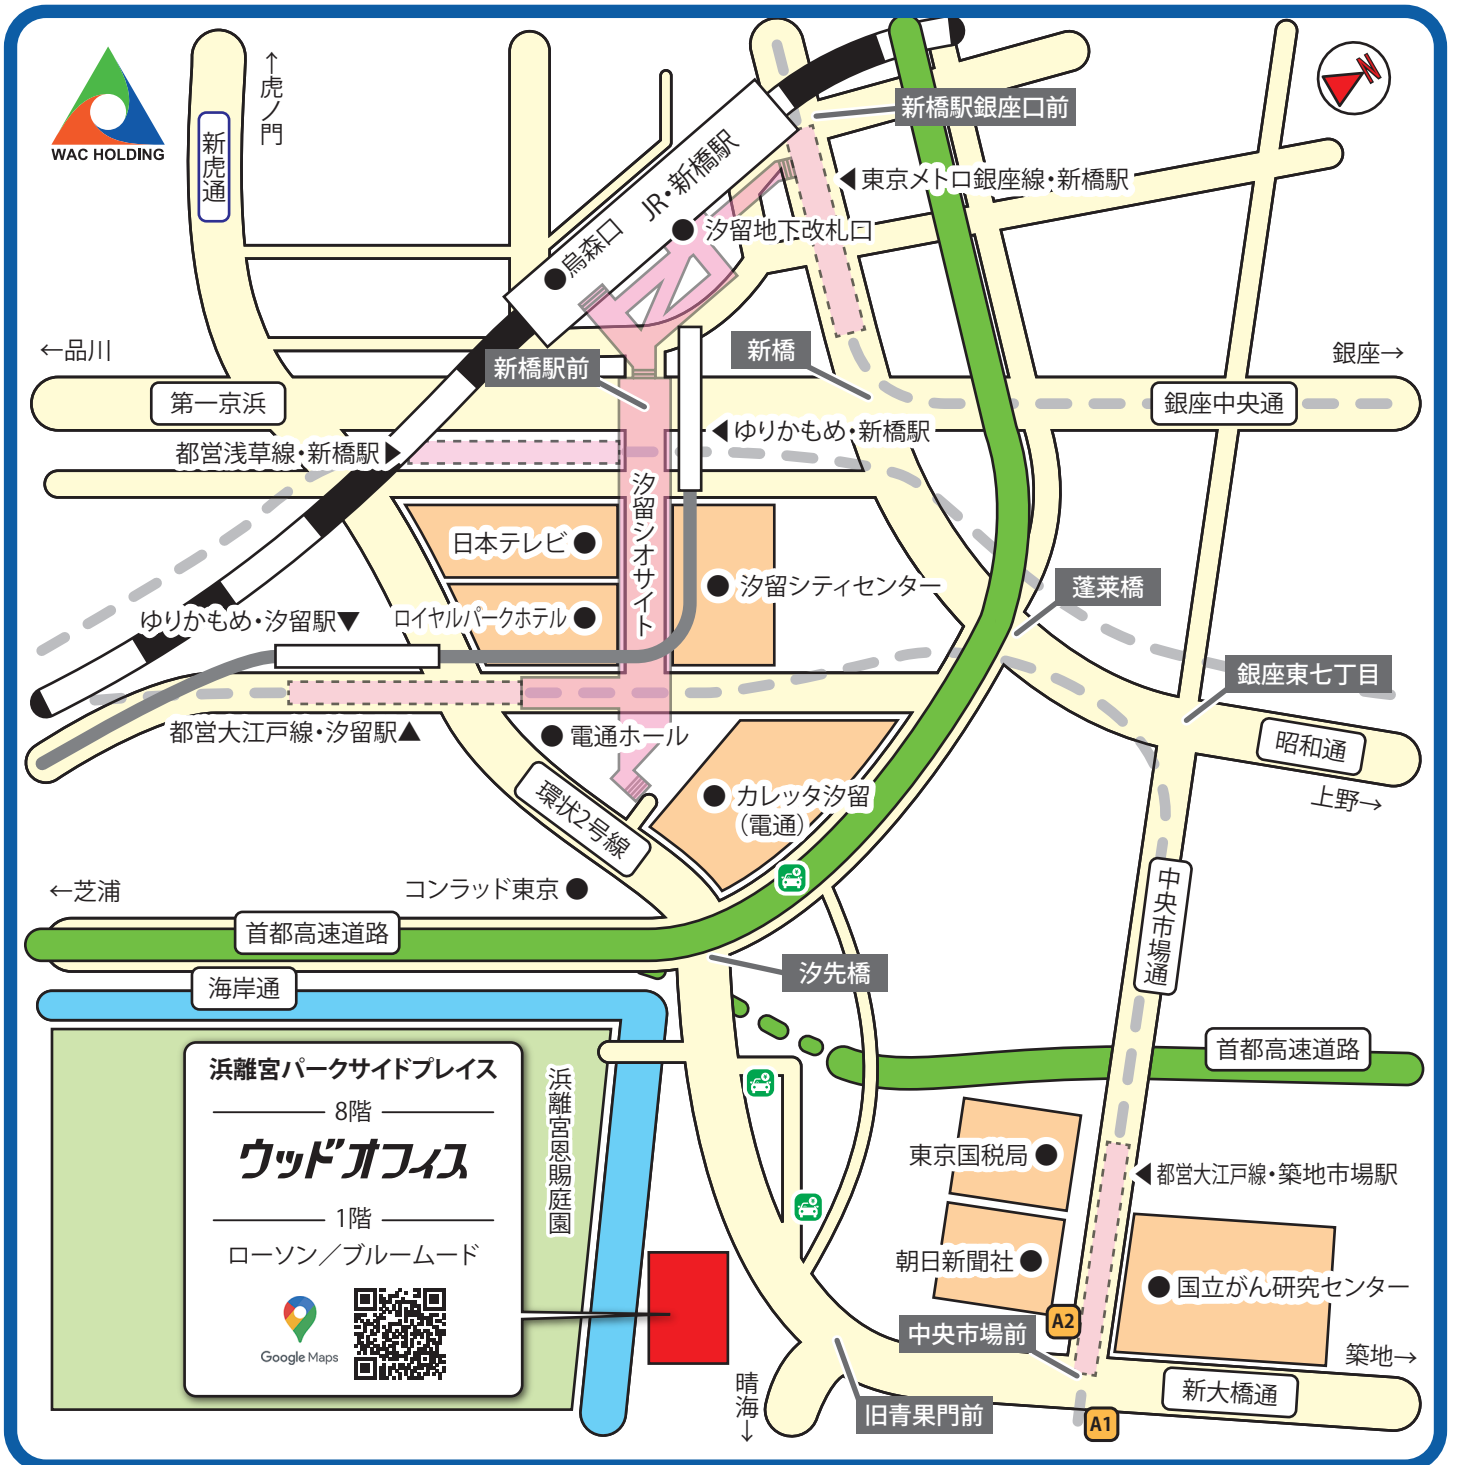 WAC HOLDING
↑虎ノ門
新虎通
N
新橋駅銀座口前
◀東京メトロ銀座線・新橋駅
JR・新橋駅
烏森口
汐留地下改札口
←品川
新橋駅前
新橋
銀座→
第一京浜
銀座中央通
都営浅草線・新橋駅▶
◀ゆりかもめ・新橋駅
汐留シオサイト
日本テレビ
汐留シティセンター
ロイヤルパークホテル
ゆりかもめ・汐留駅▼
蓬莱橋
銀座東七丁目
都営大江戸線・汐留駅▲
電通ホール
昭和通
上野→
カレッタ汐留
(電通)
環状2号線
←芝浦
コンラッド東京
中央市場通
首都高速道路
汐先橋
海岸通
首都高速道路
浜離宮パークサイドプレイス
8階
ウッドオフィス
1階
ローソン／ブルームード
Google Maps
浜離宮恩賜庭園
東京国税局
◀都営大江戸線・築地市場駅
朝日新聞社
国立がん研究センター
A2
中央市場前
築地→
晴海→
旧青果門前
新大橋通
A1